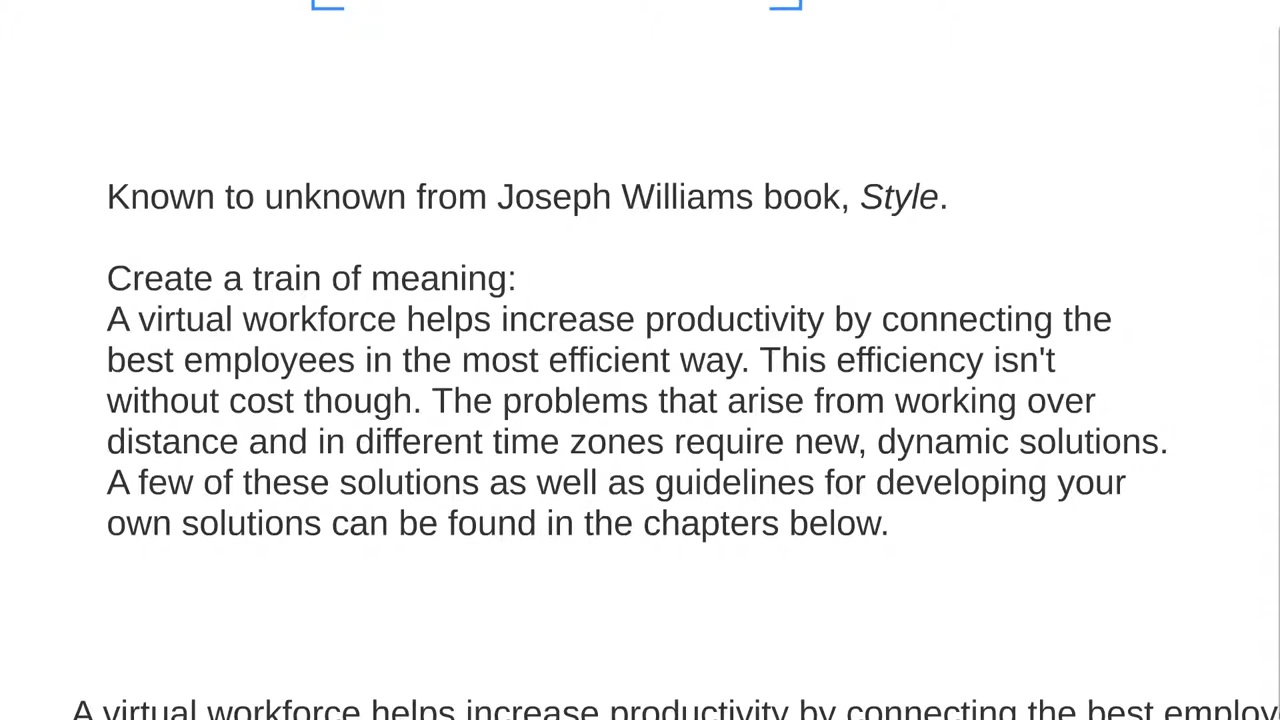 Known to unknown from Joseph Williams book, Style.
Create a train of meaning:
A virtual workforce helps increase productivity by connecting the
best employees in the most efficient way. This efficiency isn't
without cost though. The problems that arise from working over
distance and in different time zones require new, dynamic solutions.
A few of these solutions as well as guidelines for developing your
own solutions can be found in the chapters below.
A virtual workforce helps increase productivity by connecting the best employ